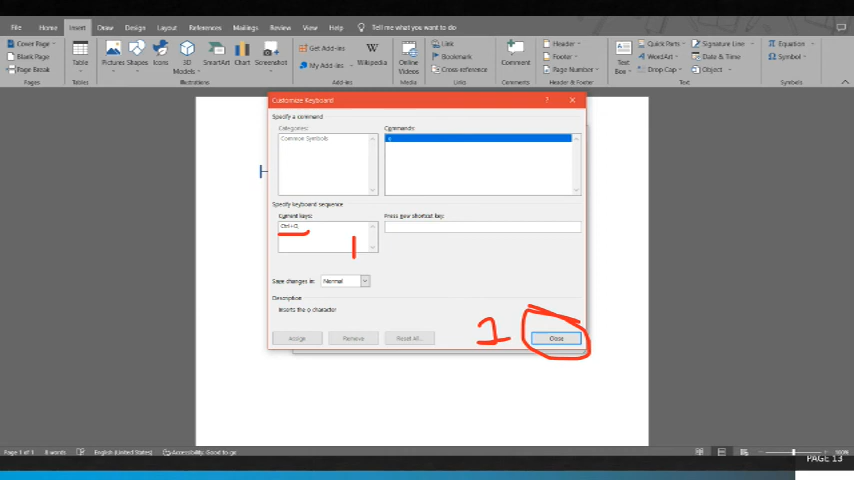 File Home Insert Draw Design Layout References Mailings Review View Help Tell me what you want to do
Cover Page
Blank Page
Page Break
Pages
Table
Tables
Pictures Shapes Icons 3D Models SmartArt Chart Screenshot
Illustrations
Get Add-ins
My Add-ins
Wikipedia
Add-ins
Online Videos
Media
Link
Bookmark
Cross-reference
Links
Comment
Comments
Header
Footer
Page Number
Header & Footer
Text Box
Quick Parts
WordArt
Drop Cap
Signature Line
Date & Time
Object
Text
Equation
Symbol
Symbols
Customize Keyboard ?
Specify a command
Categories: Commands:
Common Symbols
Specify keyboard sequence
Current keys: Press new shortcut key:
1
Save changes in: Normal
Description
Assign Remove Reset All... 2 Close
Page 1 of 1 8 words English (United States) Accessibility: Good to go 100%
PAGE 13